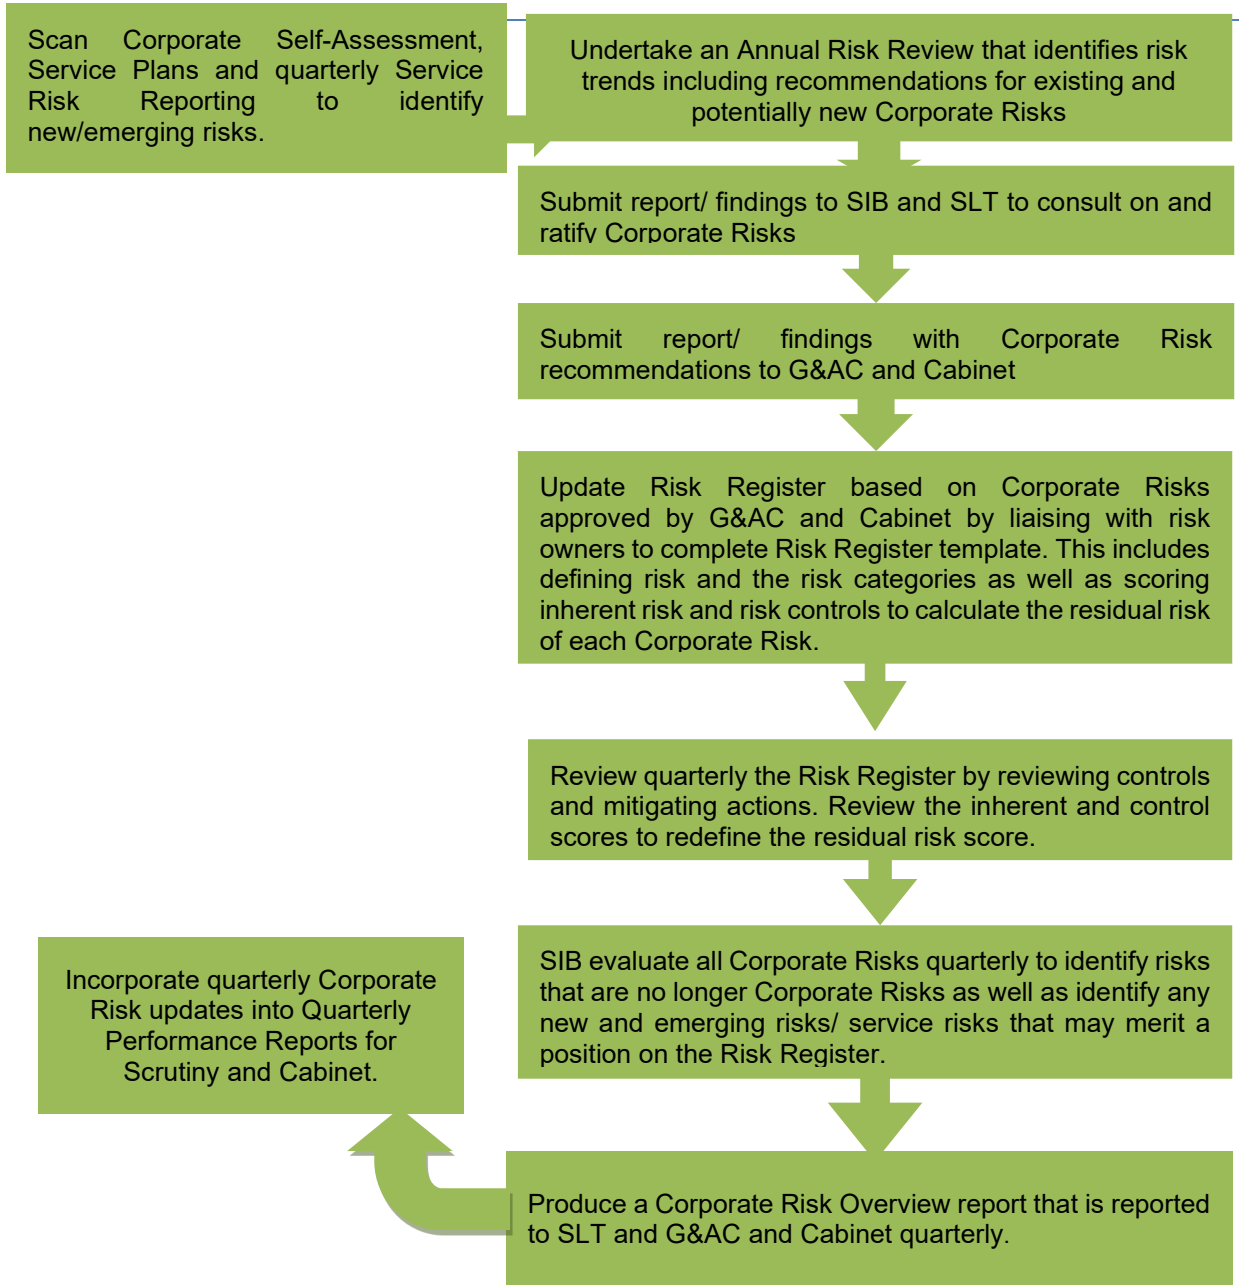 Scan Corporate Self-Assessment,
Service Plans and quarterly Service
Risk Reporting to identify
new/emerging risks.
Undertake an Annual Risk Review that identifies risk
trends including recommendations for existing and
potentially new Corporate Risks
Submit report/ findings to SIB and SLT to consult on and
ratify Corporate Risks
Submit report/ findings with Corporate Risk
recommendations to G&AC and Cabinet
Update Risk Register based on Corporate Risks
approved by G&AC and Cabinet by liaising with risk
owners to complete Risk Register template. This includes
defining risk and the risk categories as well as scoring
inherent risk and risk controls to calculate the residual risk
of each Corporate Risk.
Review quarterly the Risk Register by reviewing controls
and mitigating actions. Review the inherent and control
scores to redefine the residual risk score.
SIB evaluate all Corporate Risks quarterly to identify risks
that are no longer Corporate Risks as well as identify any
new and emerging risks/ service risks that may merit a
position on the Risk Register.
Incorporate quarterly Corporate
Risk updates into Quarterly
Performance Reports for
Scrutiny and Cabinet.
Produce a Corporate Risk Overview report that is reported
to SLT and G&AC and Cabinet quarterly.